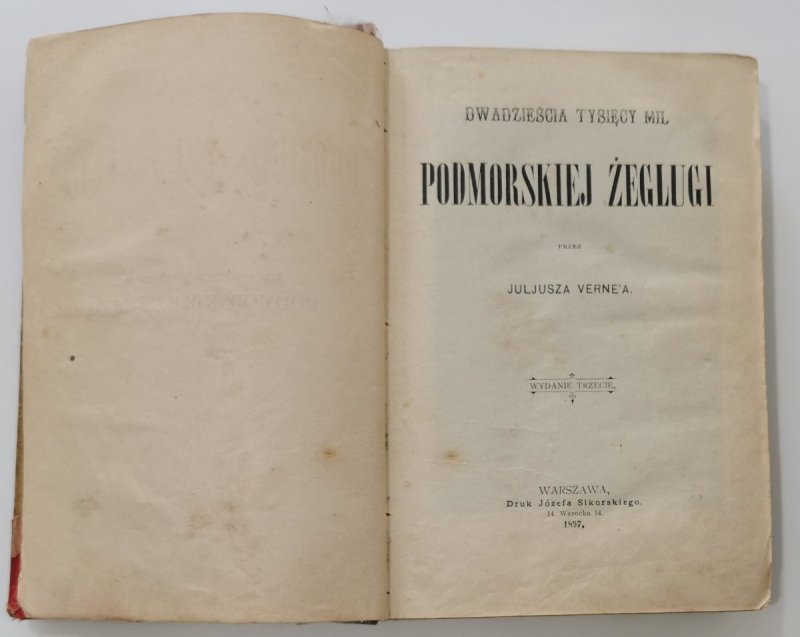 DWADZIEŚCIA TYSIĘCY MIL
PODMORSKIEJ ŻEGLUGI
PRZEZ
JULJUSZA VERNE'A.
WYDANIE TRZECIE.
WARSZAWA,
Druk Józefa Sikorskiego.
14. Warecka 14.
1897.